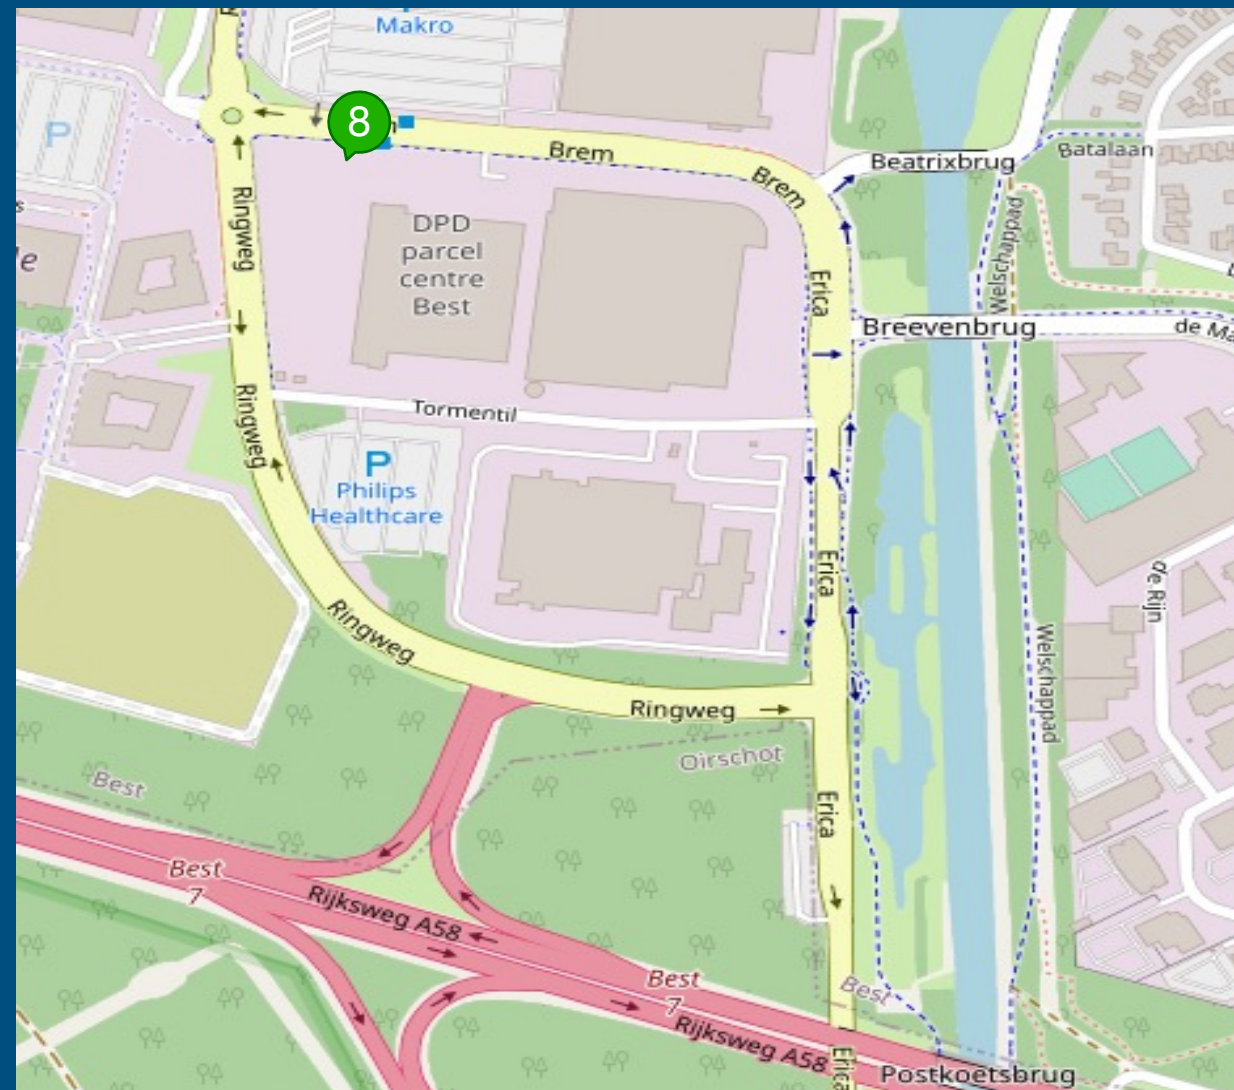 Makro
8
P
Brem
Brem
Beatrixbrug
Batalaan
Welschappad
Ringweg
DPD
parcel
centre
Best
Erica
Breevenbrug
de Ma
Tormentil
Ringweg
P
Philips
Healthcare
Erica
de Rijn
Ringweg
Welschappad
Ringweg
Oirschot
Best
Erica
Best
7
Rijksweg A58
Best
7
Best
Rijksweg A58
Erica
Postkoetsbrug